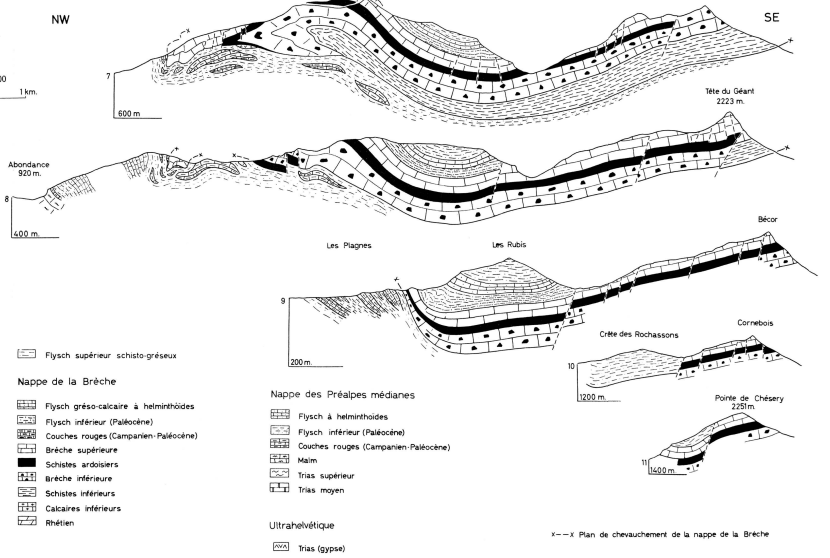 NW
SE
00
1 km.
7
600 m
Tête du Géant
2223 m.
Abondance
920 m.
8
400 m.
Bécor
Les Plagnes
Les Rubis
9
200 m.
Cornebois
Crête des Rochassons
10
1200 m.
Pointe de Chésery
2251 m.
11
1400 m.
Flysch supérieur schisto-gréseux
Nappe de la Brèche
Flysch gréso-calcaire à helminthoïdes
Flysch inférieur (Paléocène)
Couches rouges (Campanien-Paléocène)
Brèche supérieure
Schistes ardoisiers
Brèche inférieure
Schistes inférieurs
Calcaires inférieurs
Rhétien
Nappe des Préalpes médianes
Flysch à helminthoïdes
Flysch inférieur (Paléocéne)
Couches rouges (Campanien-Paléocène)
Malm
Trias supérieur
Trias moyen
Ultrahelvétique
Trias (gypse)
x--x Plan de chevauchement de la nappe de la Brèche